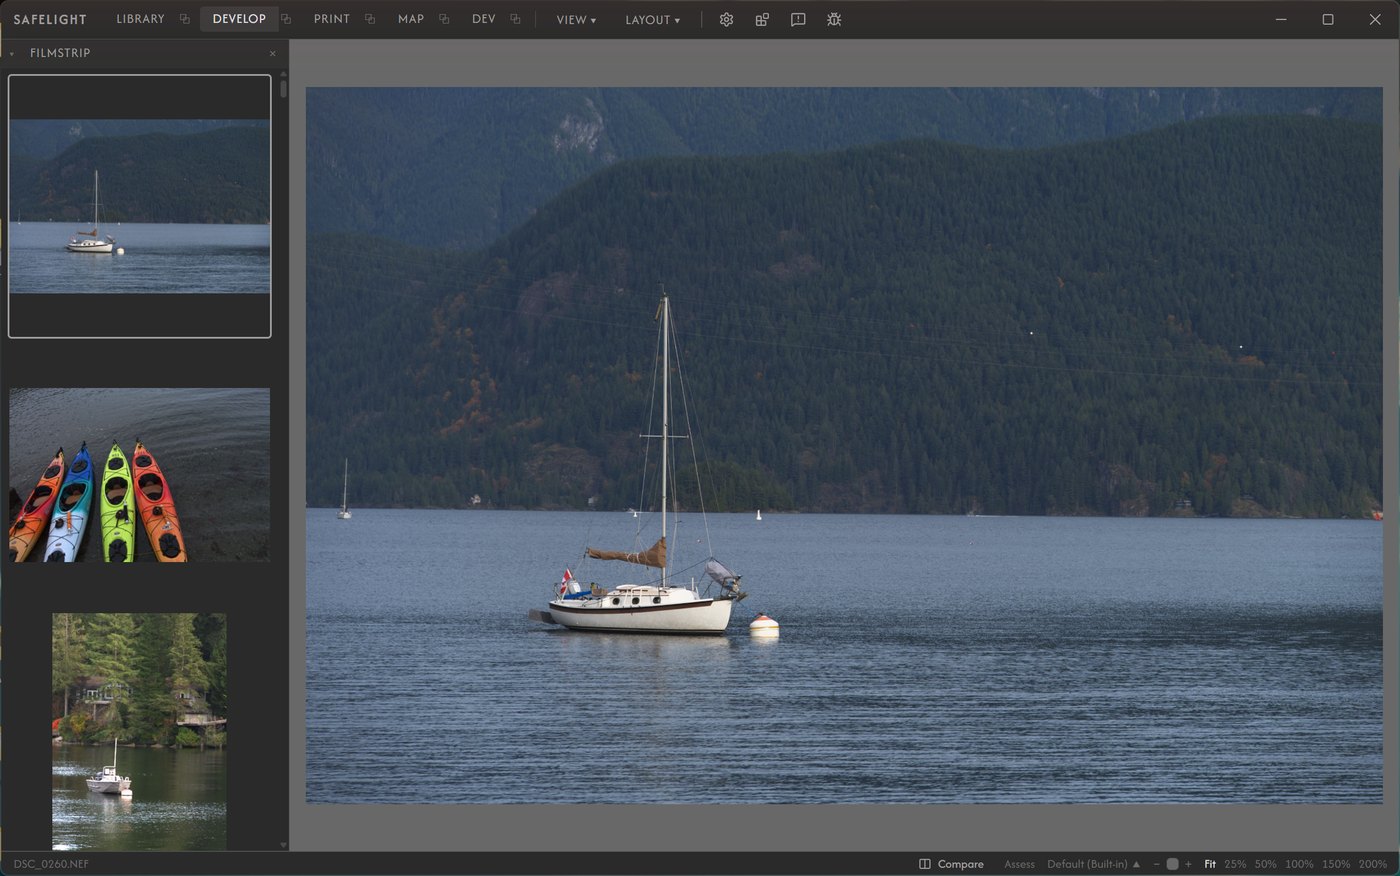 SAFELIGHT LIBRARY DEVELOP PRINT MAP DEV VIEW ▾ LAYOUT ▾
FILMSTRIP
DSC_0260.NEF Compare Assess Default (Built-in) ▲ − + Fit 25% 50% 100% 150% 200%